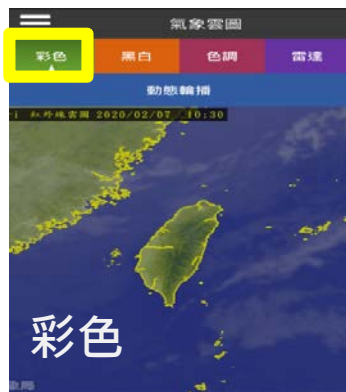 氣象雲圖
彩色 黑白 色調 雷達
動態輪播
紅外線雲圖 2020/02/07 10:30
彩色